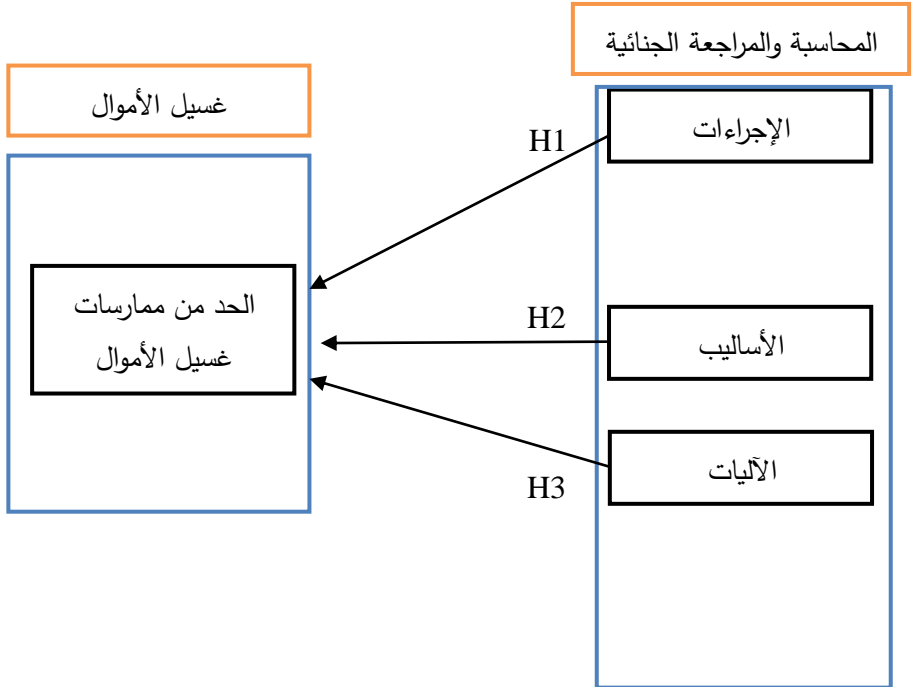 المحاسبة والمراجعة الجنائية
غسيل الأموال
الإجراءات
H1
الحد من ممارسات
غسيل الأموال
H2
الأساليب
H3
الآليات